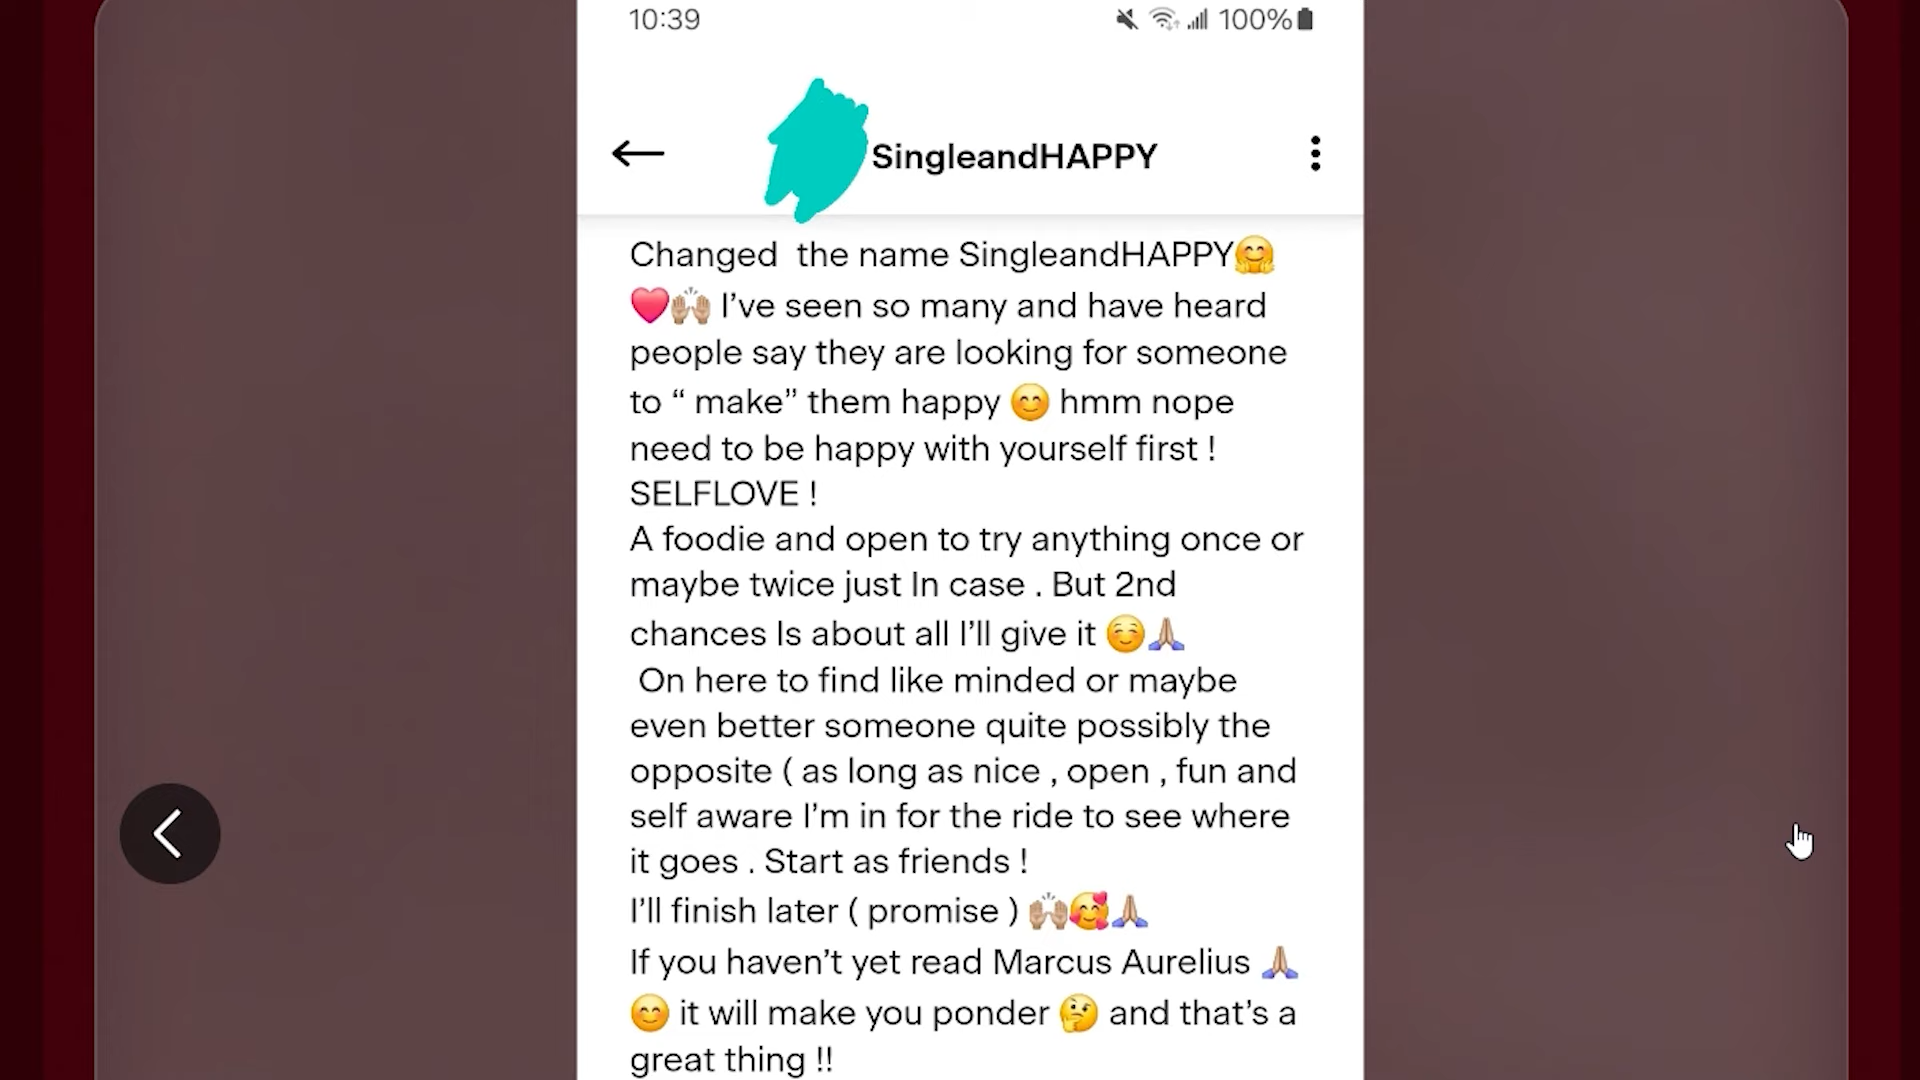 10:39
100%
SingleandHAPPY
Changed  the name SingleandHAPPY🤗
❤️🙌🏼 I’ve seen so many and have heard
people say they are looking for someone
to “ make” them happy 😊 hmm nope
need to be happy with yourself first !
SELFLOVE !
A foodie and open to try anything once or
maybe twice just In case . But 2nd
chances Is about all I’ll give it ☺️🙏🏼
On here to find like minded or maybe
even better someone quite possibly the
opposite ( as long as nice , open , fun and
self aware I’m in for the ride to see where
it goes . Start as friends !
I’ll finish later ( promise ) 🙌🏼🥰🙏🏼
If you haven’t yet read Marcus Aurelius 🙏🏼
😊 it will make you ponder 🤔 and that’s a
great thing !!